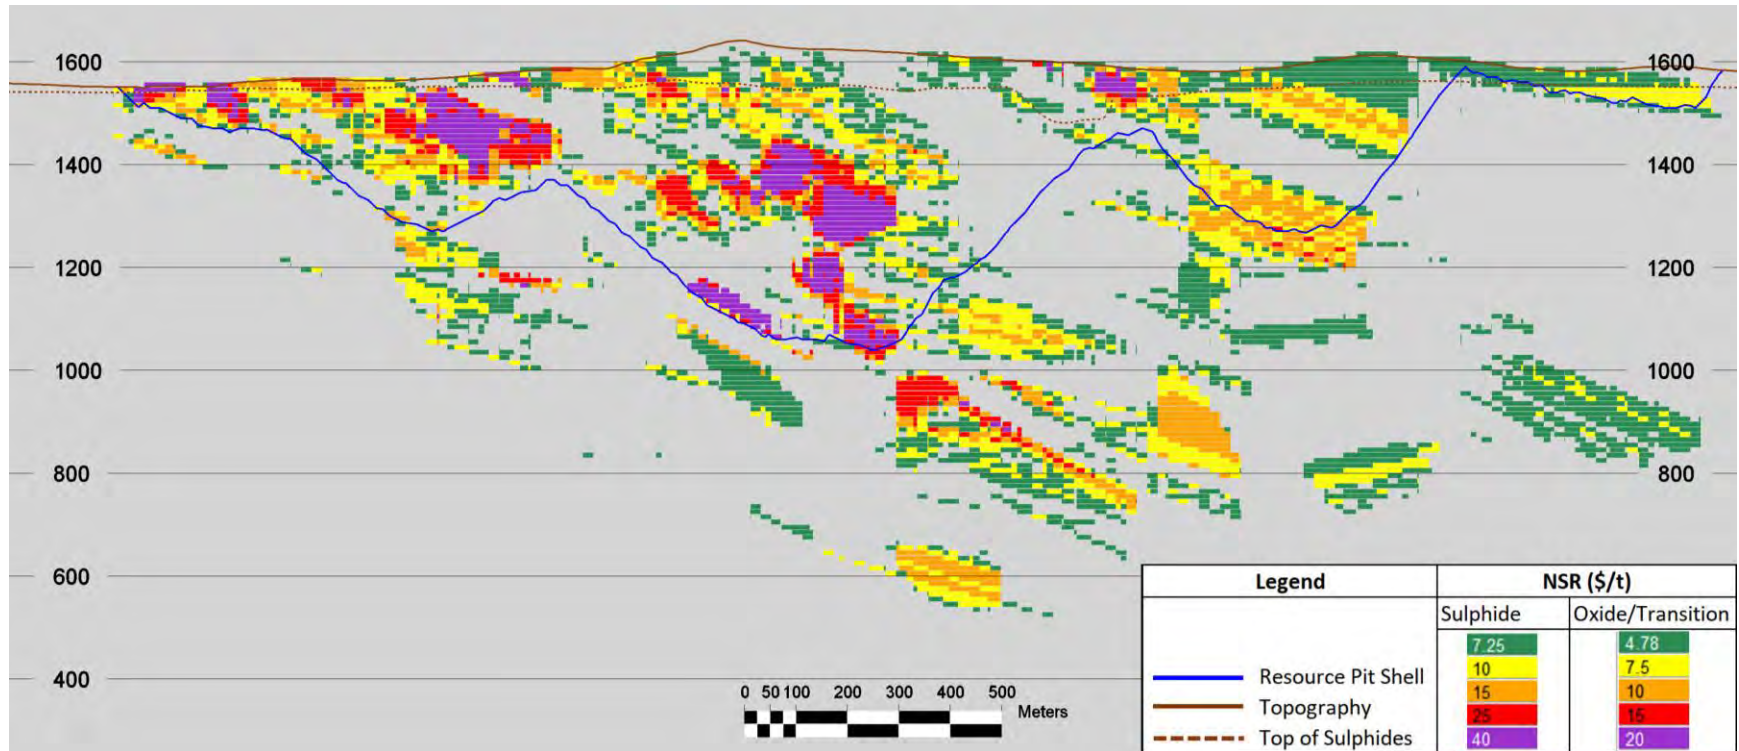 1600 1600
1400 1400
1200 1200
1000 1000
800 800
600
400
0 50 100 200 300 400 500
Meters
Legend NSR ($/t)
Sulphide Oxide/Transition
7.25 4.78
10 7.5
Resource Pit Shell 15 10
Topography 25 15
Top of Sulphides 40 20